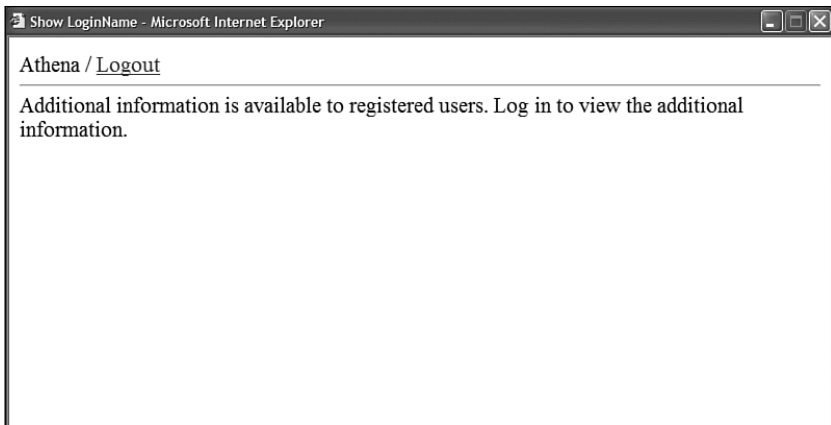 Show LoginName - Microsoft Internet Explorer
Athena / Logout
Additional information is available to registered users. Log in to view the additional
information.